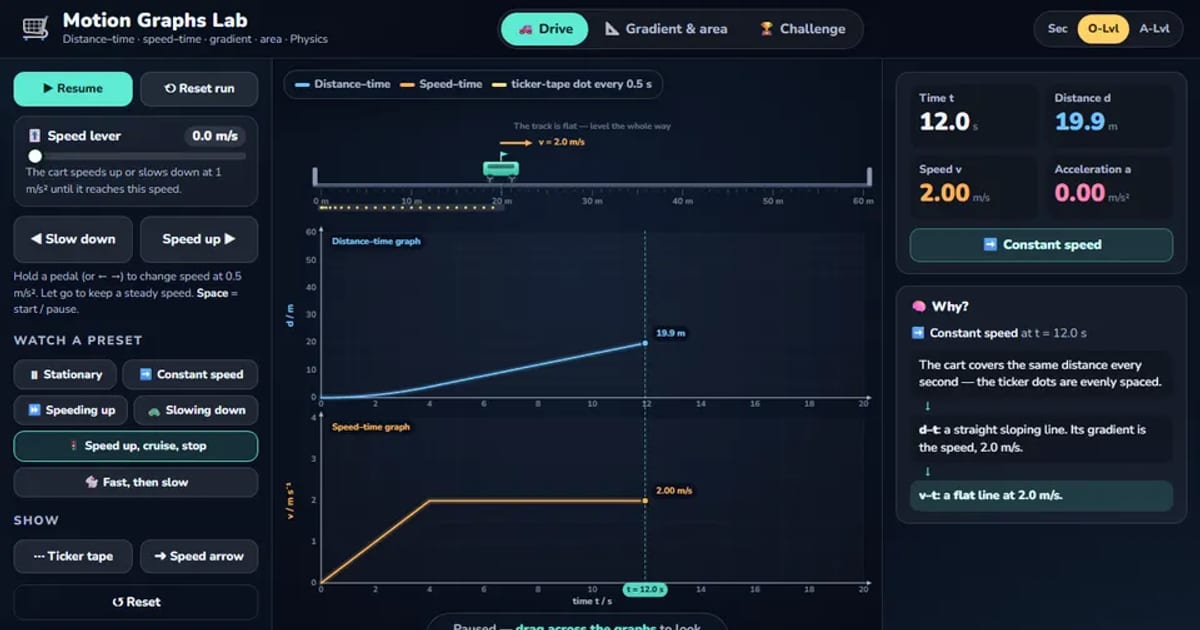 Motion Graphs Lab
Distance–time · speed–time · gradient · area · Physics
Drive
Gradient & area
Challenge
Sec
O-Lvl
A-Lvl
Resume
Reset run
Speed lever
0.0 m/s
The cart speeds up or slows down at 1
m/s² until it reaches this speed.
Slow down
Speed up
Hold a pedal (or ← →) to change speed at 0.5
m/s². Let go to keep a steady speed. Space =
start / pause.
WATCH A PRESET
Stationary
Constant speed
Speeding up
Slowing down
Speed up, cruise, stop
Fast, then slow
SHOW
Ticker tape
Speed arrow
Reset
Distance–time
Speed–time
ticker-tape dot every 0.5 s
The track is flat — level the whole way
v = 2.0 m/s
0 m 10 m 20 m 30 m 40 m 50 m 60 m
Distance–time graph
60
50
40
30
20
10
0
d / m
19.9 m
0 2 4 6 8 10 12 14 16 18 20
Speed–time graph
4
3
2
1
0
v / m s⁻¹
2.00 m/s
0 2 4 6 8 10 t = 12.0 s 14 16 18 20
time t / s
Paused — drag across the graphs to look
Time t
12.0 s
Distance d
19.9 m
Speed v
2.00 m/s
Acceleration a
0.00 m/s²
Constant speed
Why?
Constant speed at t = 12.0 s
The cart covers the same distance every
second — the ticker dots are evenly spaced.
↓
d–t: a straight sloping line. Its gradient is
the speed, 2.0 m/s.
↓
v–t: a flat line at 2.0 m/s.